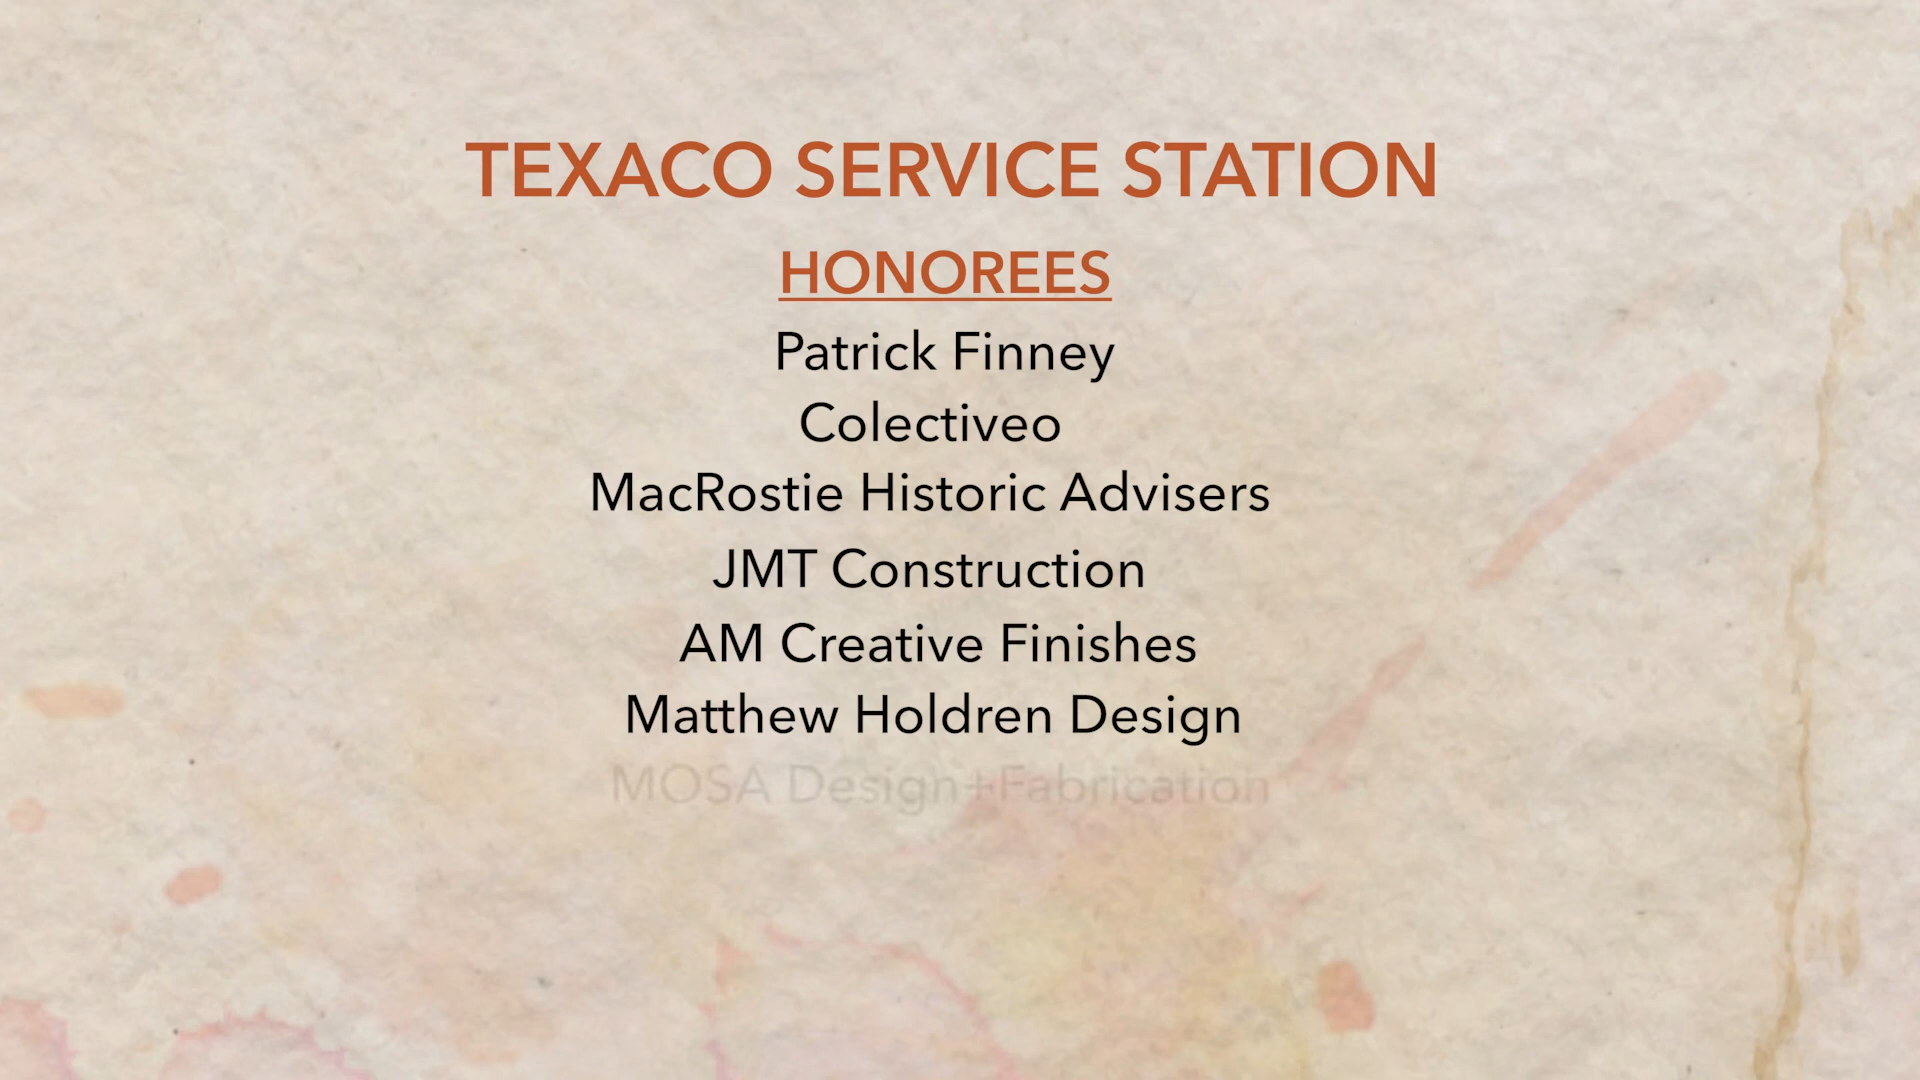 TEXACO SERVICE STATION
HONOREES
Patrick Finney
Colectiveo
MacRostie Historic Advisers
JMT Construction
AM Creative Finishes
Matthew Holdren Design
MOSA Design+Fabrication